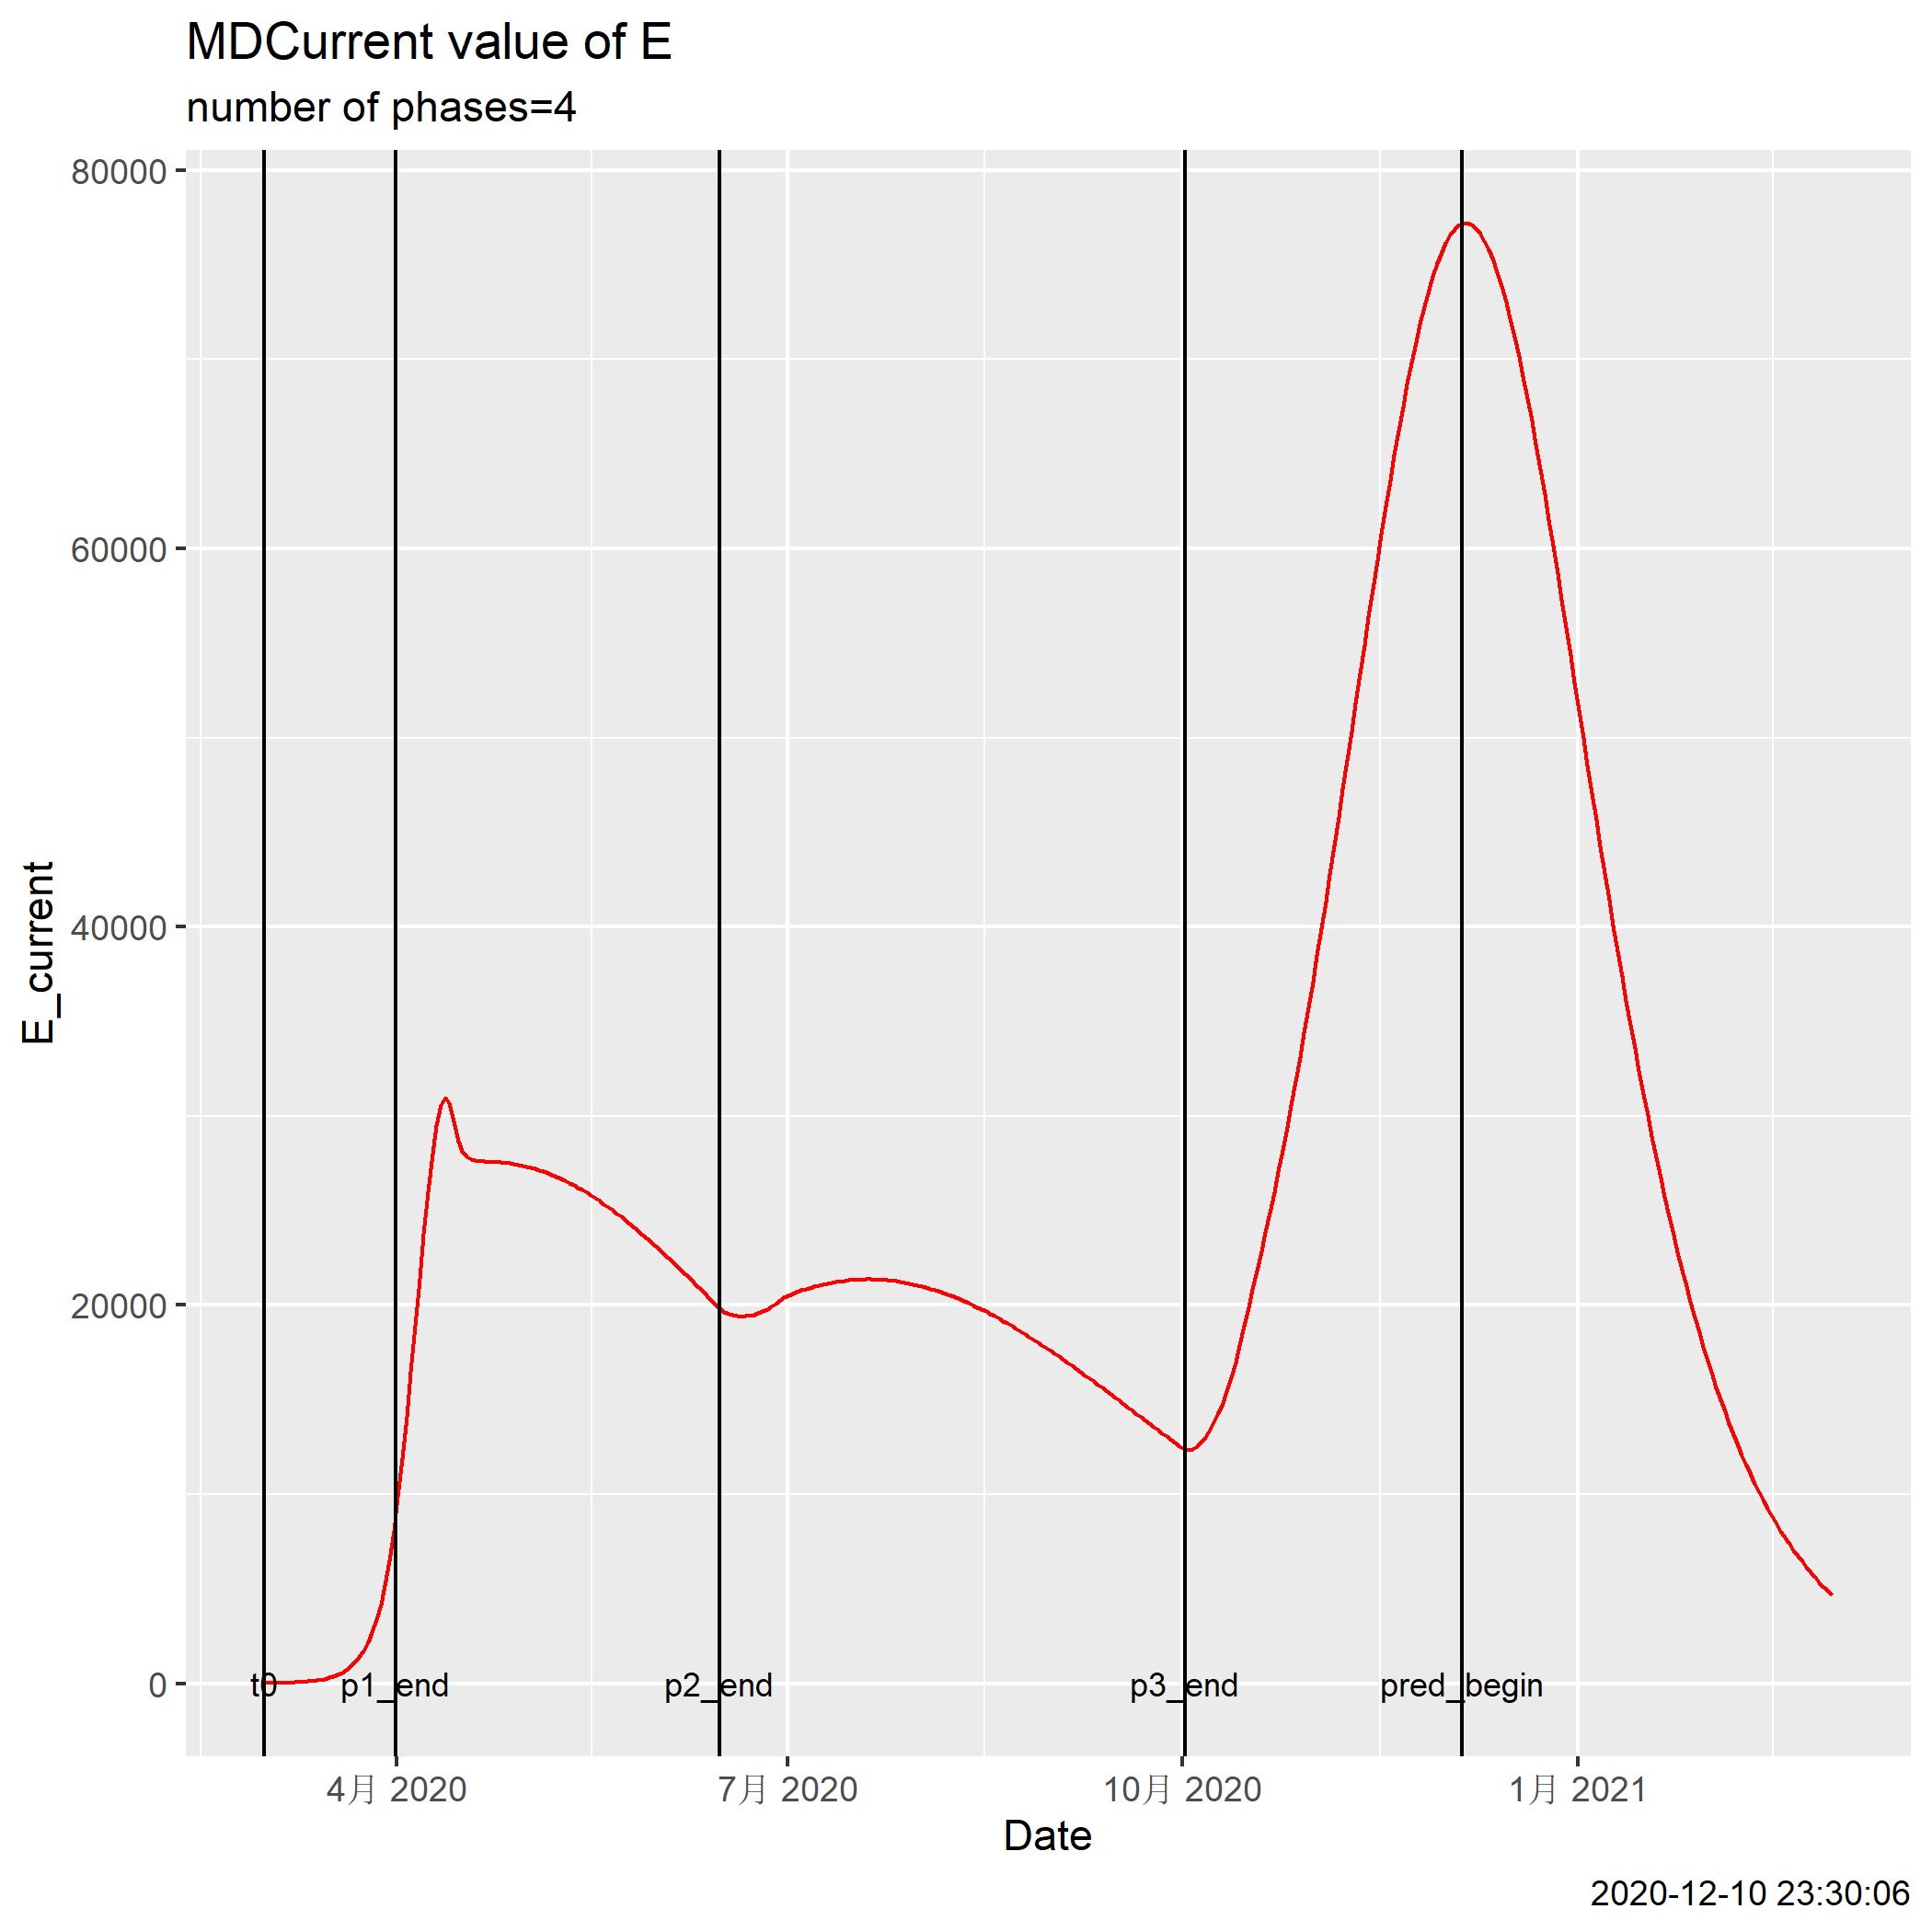 MDCurrent value of E
number of phases=4
80000
60000
40000
20000
0
E_current
t0
p1_end
p2_end
p3_end
pred_begin
4月 2020
7月 2020
10月 2020
1月 2021
Date
2020-12-10 23:30:06